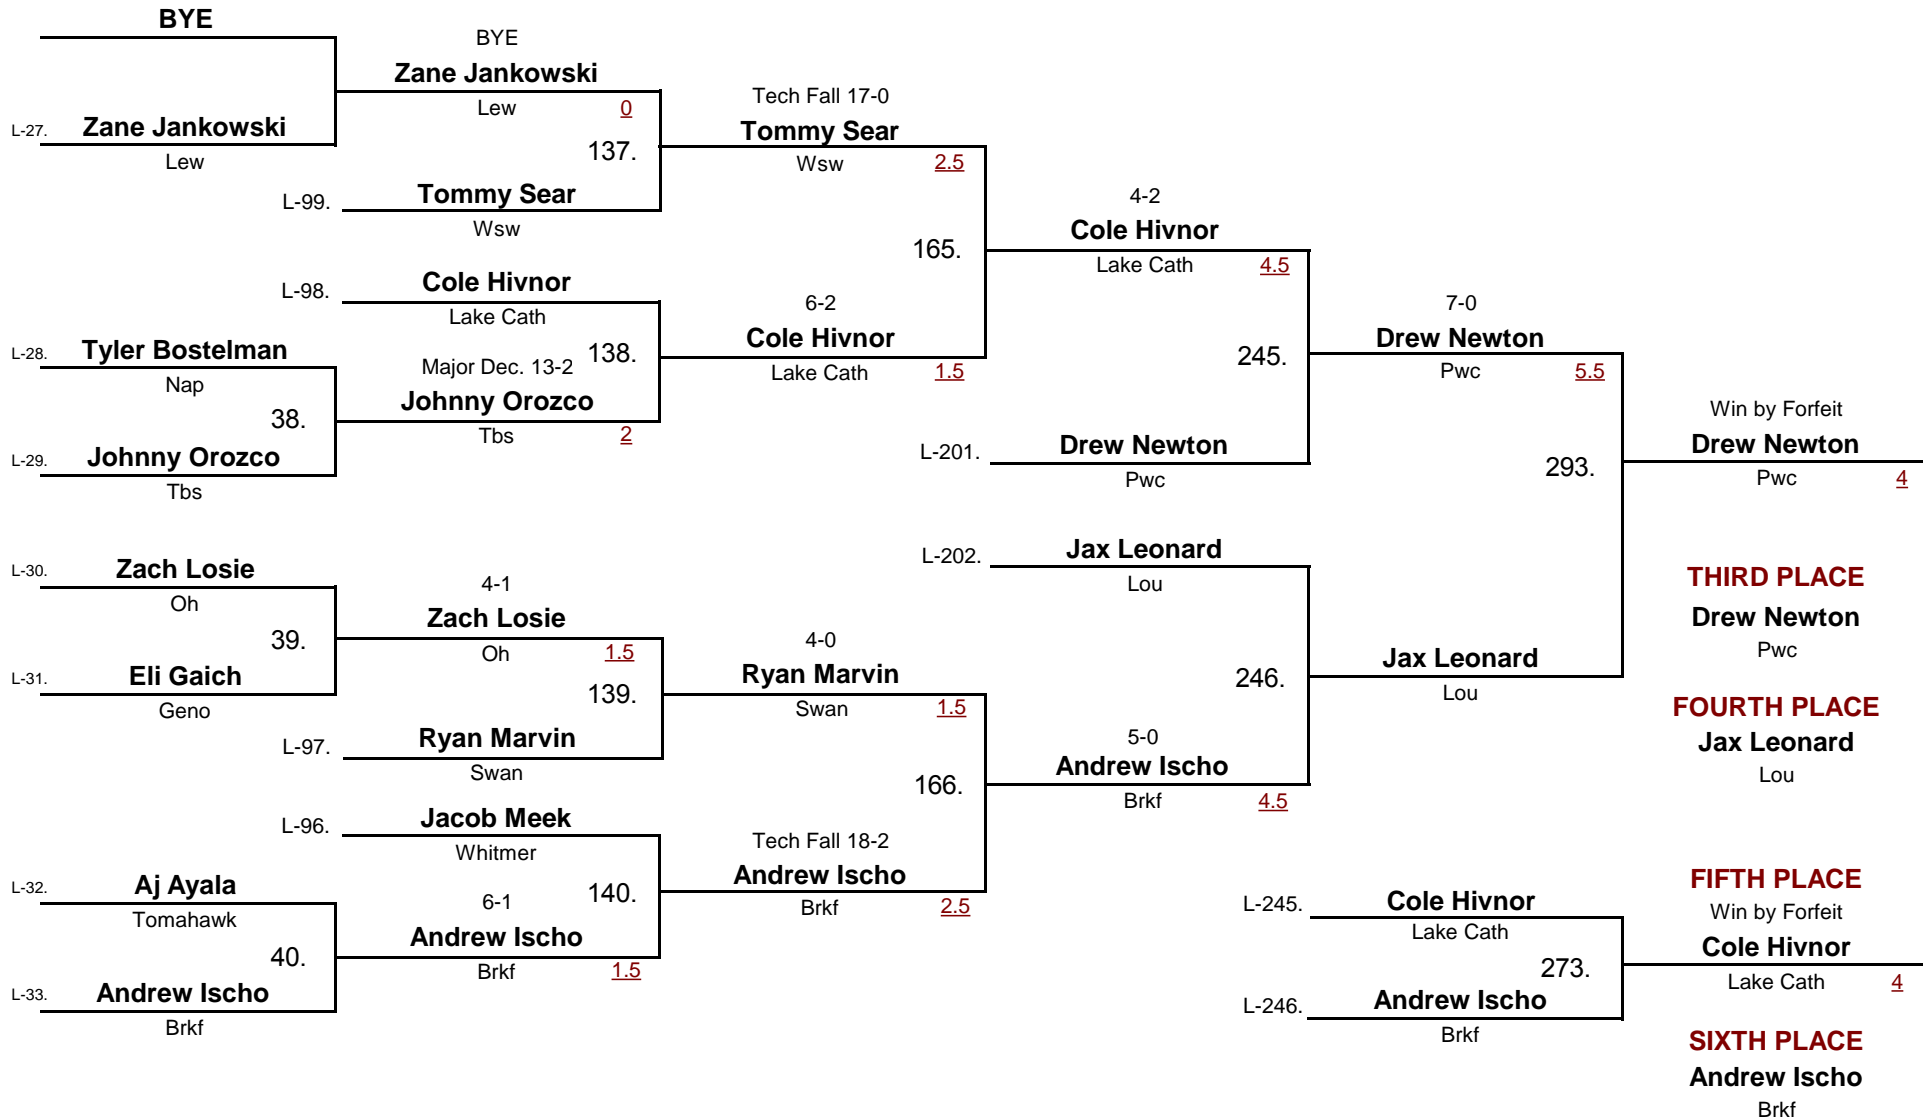 BYE
L-27. Zane Jankowski
Lew
L-28. Tyler Bostelman
Nap
38.
L-29. Johnny Orozco
Tbs
L-30. Zach Losie
Oh
39.
L-31. Eli Gaich
Geno
L-32. Aj Ayala
Tomahawk
40.
L-33. Andrew Ischo
Brkf
BYE
Zane Jankowski
Lew 0
137.
L-99. Tommy Sear
Wsw
L-98. Cole Hivnor
Lake Cath
138.
Major Dec. 13-2
Johnny Orozco
Tbs 2
4-1
Zach Losie
Oh 1.5
139.
L-97. Ryan Marvin
Swan
L-96. Jacob Meek
Whitmer
140.
6-1
Andrew Ischo
Brkf 1.5
Tech Fall 17-0
Tommy Sear
Wsw 2.5
165.
6-2
Cole Hivnor
Lake Cath 1.5
4-0
Ryan Marvin
Swan 1.5
166.
Tech Fall 18-2
Andrew Ischo
Brkf 2.5
4-2
Cole Hivnor
Lake Cath 4.5
245.
L-201. Drew Newton
Pwc
L-202. Jax Leonard
Lou
246.
5-0
Andrew Ischo
Brkf 4.5
7-0
Drew Newton
Pwc 5.5
293.
Jax Leonard
Lou
Win by Forfeit
Drew Newton
Pwc 4
THIRD PLACE
Drew Newton
Pwc
FOURTH PLACE
Jax Leonard
Lou
L-245. Cole Hivnor
Lake Cath
273.
L-246. Andrew Ischo
Brkf
FIFTH PLACE
Win by Forfeit
Cole Hivnor
Lake Cath 4
SIXTH PLACE
Andrew Ischo
Brkf